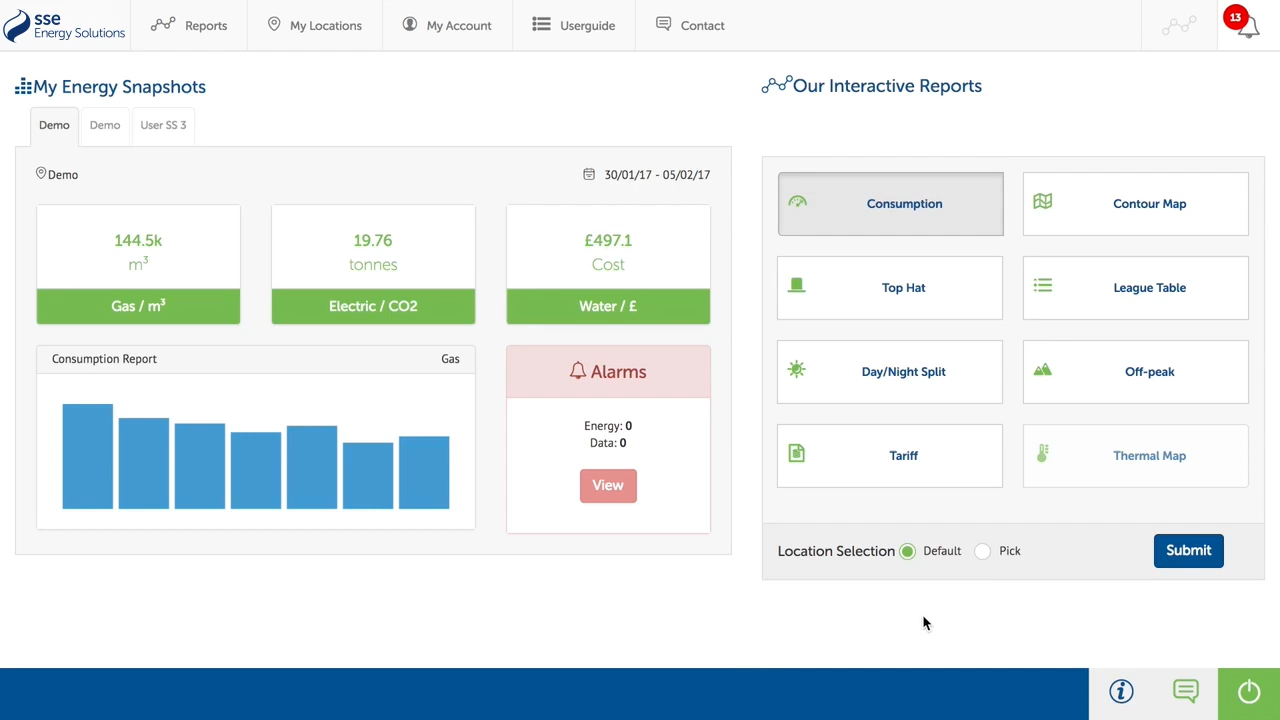 sse
Energy Solutions
Reports
My Locations
My Account
Userguide
Contact
13
My Energy Snapshots
Demo
Demo
User SS 3
Demo
30/01/17 - 05/02/17
144.5k
m³
Gas / m³
19.76
tonnes
Electric / CO2
£497.1
Cost
Water / £
Consumption Report
Gas
Alarms
Energy: 0
Data: 0
View
Our Interactive Reports
Consumption
Contour Map
Top Hat
League Table
Day/Night Split
Off-peak
Tariff
Thermal Map
Location Selection
Default
Pick
Submit